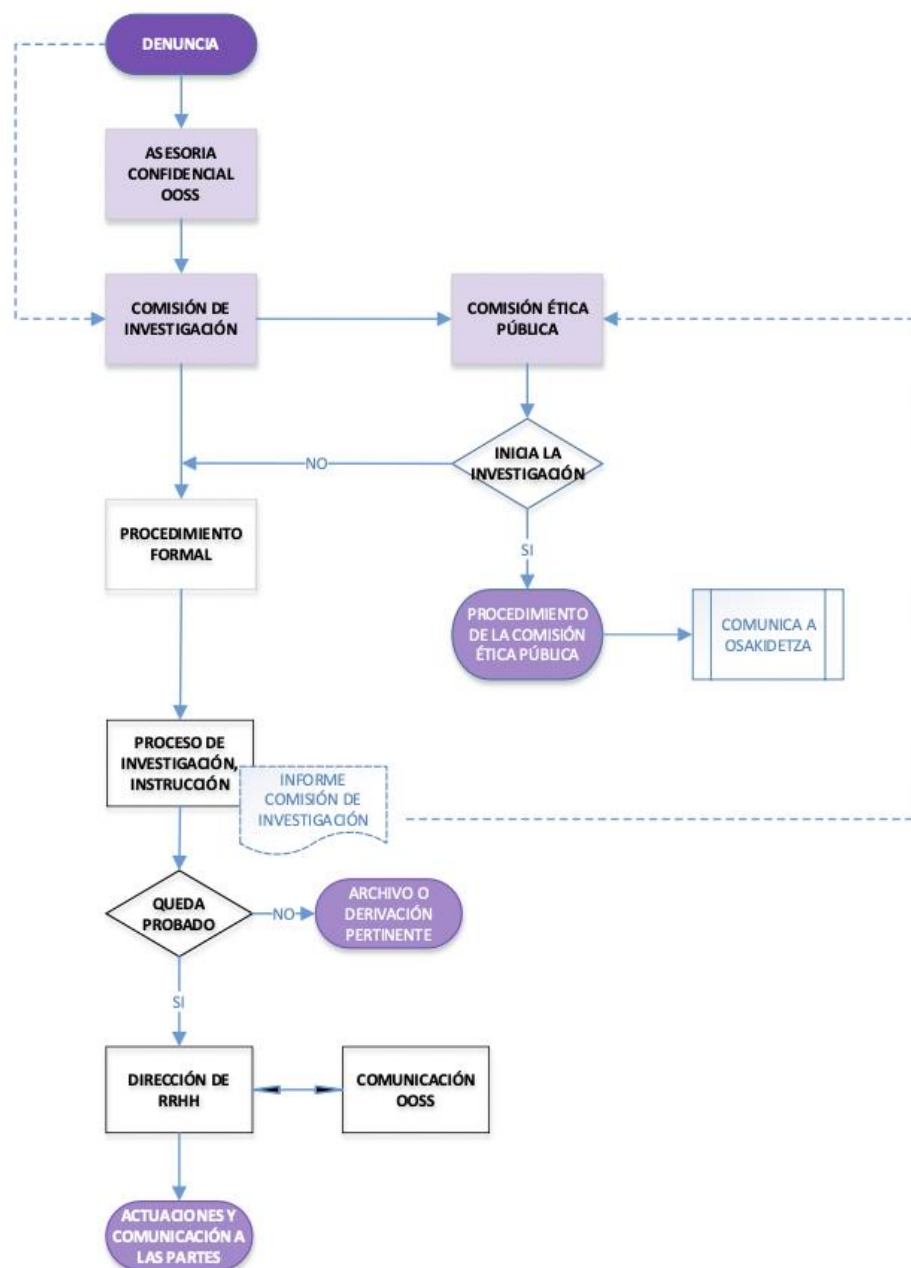 DENUNCIA
ASESORIA
CONFIDENCIAL
OOSS
COMISIÓN DE
INVESTIGACIÓN
COMISIÓN ÉTICA
PÚBLICA
INICIA LA
INVESTIGACIÓN
NO
SI
PROCEDIMIENTO
FORMAL
PROCEDIMIENTO
DE LA COMISIÓN
ÉTICA PÚBLICA
COMUNICA A
OSAKIDETZA
PROCESO DE
INVESTIGACIÓN,
INSTRUCCIÓN
INFORME
COMISIÓN DE
INVESTIGACIÓN
QUEDA
PROBADO
NO
ARCHIVO O
DERIVACIÓN
PERTINENTE
SI
DIRECCIÓN DE
RRHH
COMUNICACIÓN
OOSS
ACTUACIONES Y
COMUNICACIÓN A
LAS PARTES